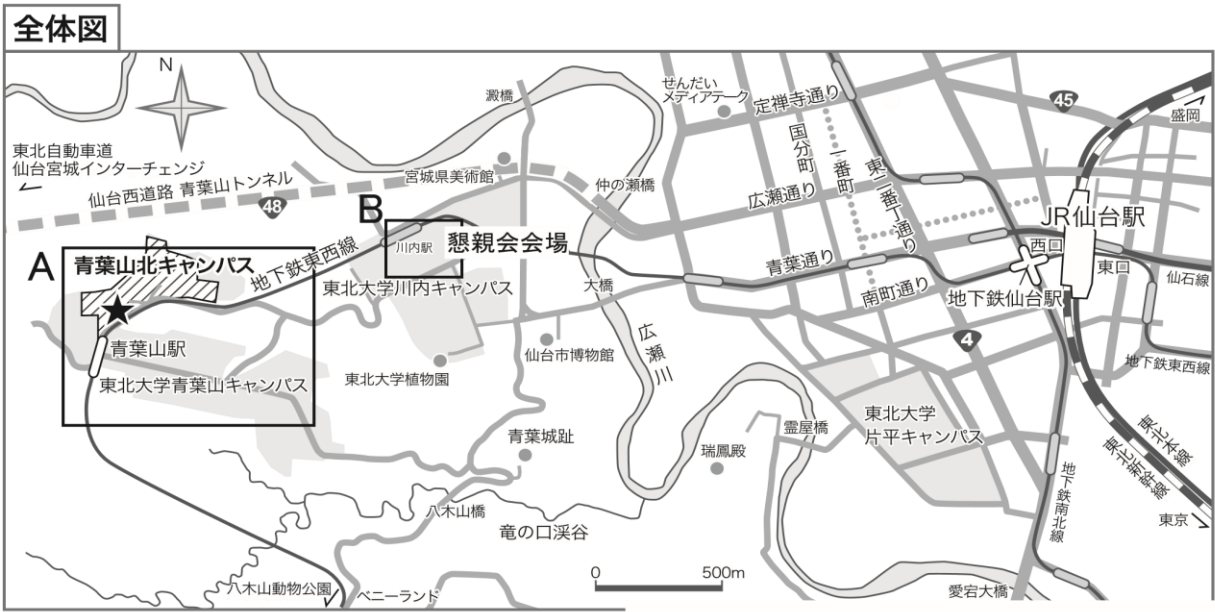 全体図
N
澱橋
せんだい
メディアテーク
定禅寺通り
45
盛岡
東北自動車道
仙台宮城インターチェンジ
仙台西道路 青葉山トンネル
48
宮城県美術館
仲の瀬橋
国分町
一番町
東二番丁通り
広瀬通り
B
川内駅
懇親会会場
JR仙台駅
西口
東口
仙石線
A
青葉山北キャンパス
地下鉄東西線
東北大学川内キャンパス
大橋
青葉通り
南町通り
地下鉄仙台駅
4
地下鉄東西線
青葉山駅
東北大学青葉山キャンパス
東北大学植物園
仙台市博物館
広瀬川
青葉城趾
瑞鳳殿
霊屋橋
東北大学
片平キャンパス
東北本線
東北新幹線
地下鉄南北線
東京
八木山橋
竜の口渓谷
八木山動物公園
ベニーランド
0
500m
愛宕大橋